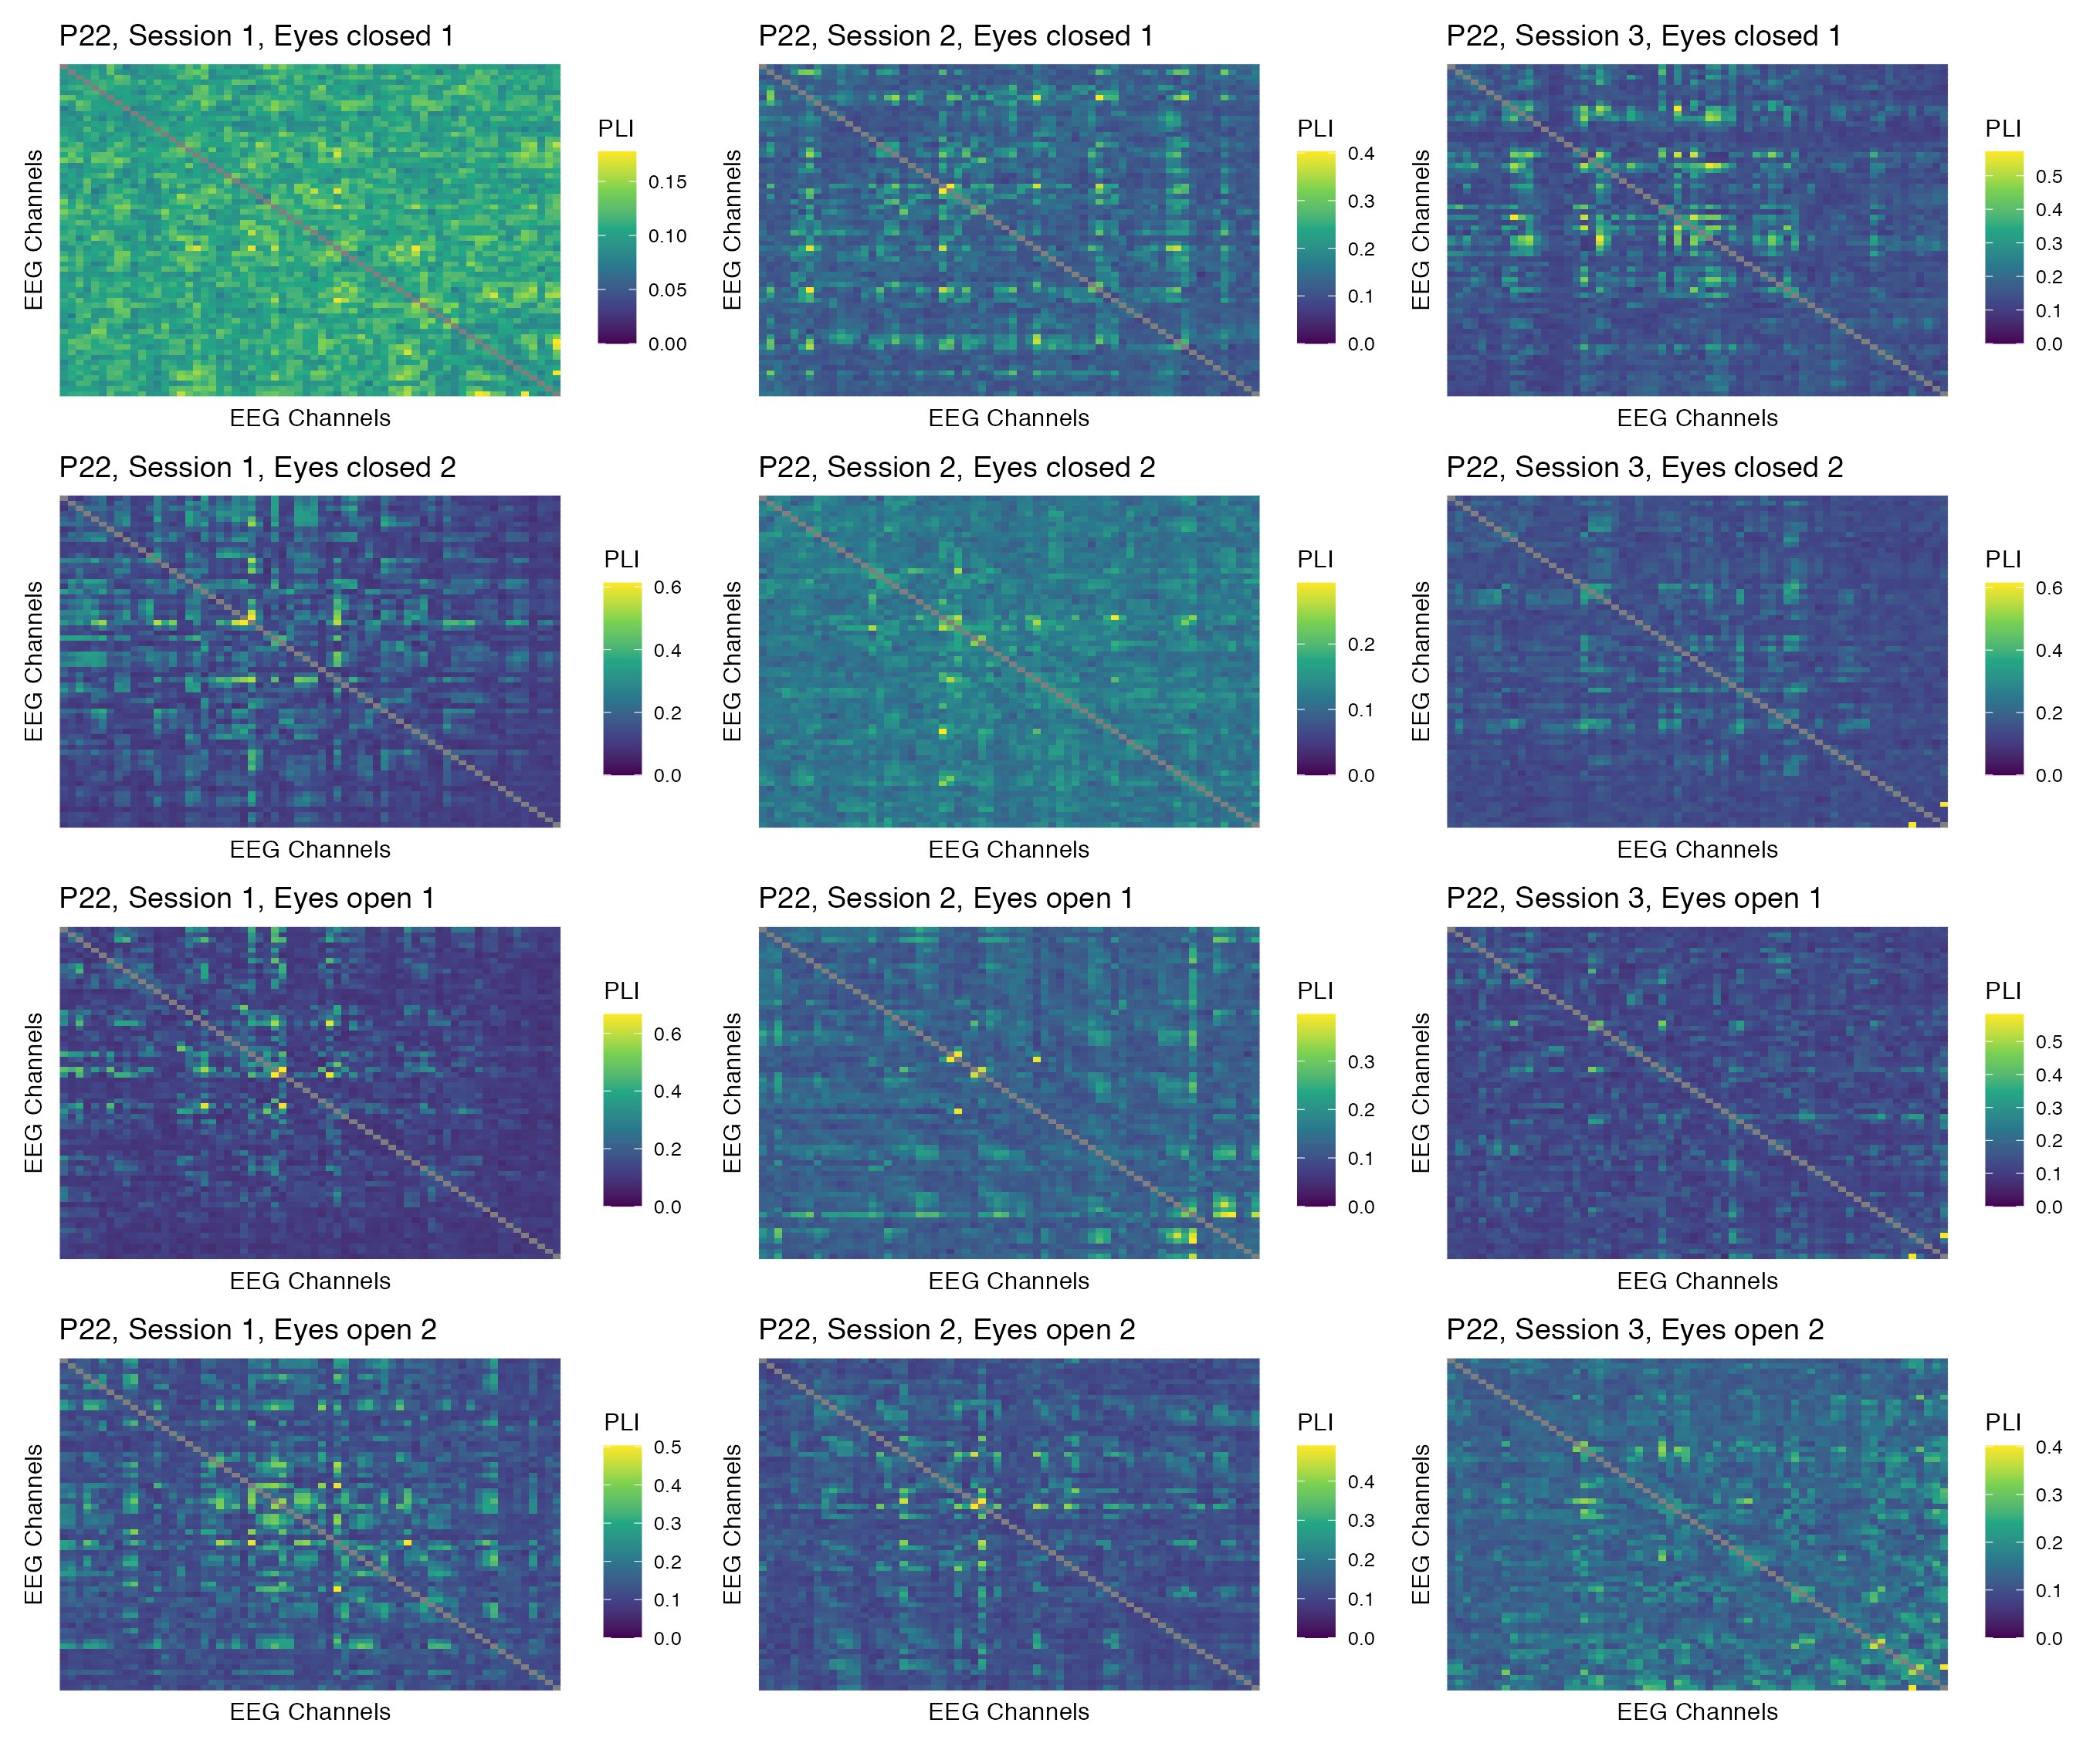 P22, Session 1, Eyes closed 1
P22, Session 2, Eyes closed 1
P22, Session 3, Eyes closed 1
EEG Channels
PLI
0.15
0.10
0.05
0.00
EEG Channels
PLI
0.4
0.3
0.2
0.1
0.0
EEG Channels
PLI
0.5
0.4
0.3
0.2
0.1
0.0
EEG Channels
EEG Channels
EEG Channels
P22, Session 1, Eyes closed 2
P22, Session 2, Eyes closed 2
P22, Session 3, Eyes closed 2
EEG Channels
PLI
0.6
0.4
0.2
0.0
EEG Channels
PLI
0.2
0.1
0.0
EEG Channels
PLI
0.6
0.4
0.2
0.0
EEG Channels
EEG Channels
EEG Channels
P22, Session 1, Eyes open 1
P22, Session 2, Eyes open 1
P22, Session 3, Eyes open 1
EEG Channels
PLI
0.6
0.4
0.2
0.0
EEG Channels
PLI
0.3
0.2
0.1
0.0
EEG Channels
PLI
0.5
0.4
0.3
0.2
0.1
0.0
EEG Channels
EEG Channels
EEG Channels
P22, Session 1, Eyes open 2
P22, Session 2, Eyes open 2
P22, Session 3, Eyes open 2
EEG Channels
PLI
0.5
0.4
0.3
0.2
0.1
0.0
EEG Channels
PLI
0.4
0.3
0.2
0.1
0.0
EEG Channels
PLI
0.4
0.3
0.2
0.1
0.0
EEG Channels
EEG Channels
EEG Channels